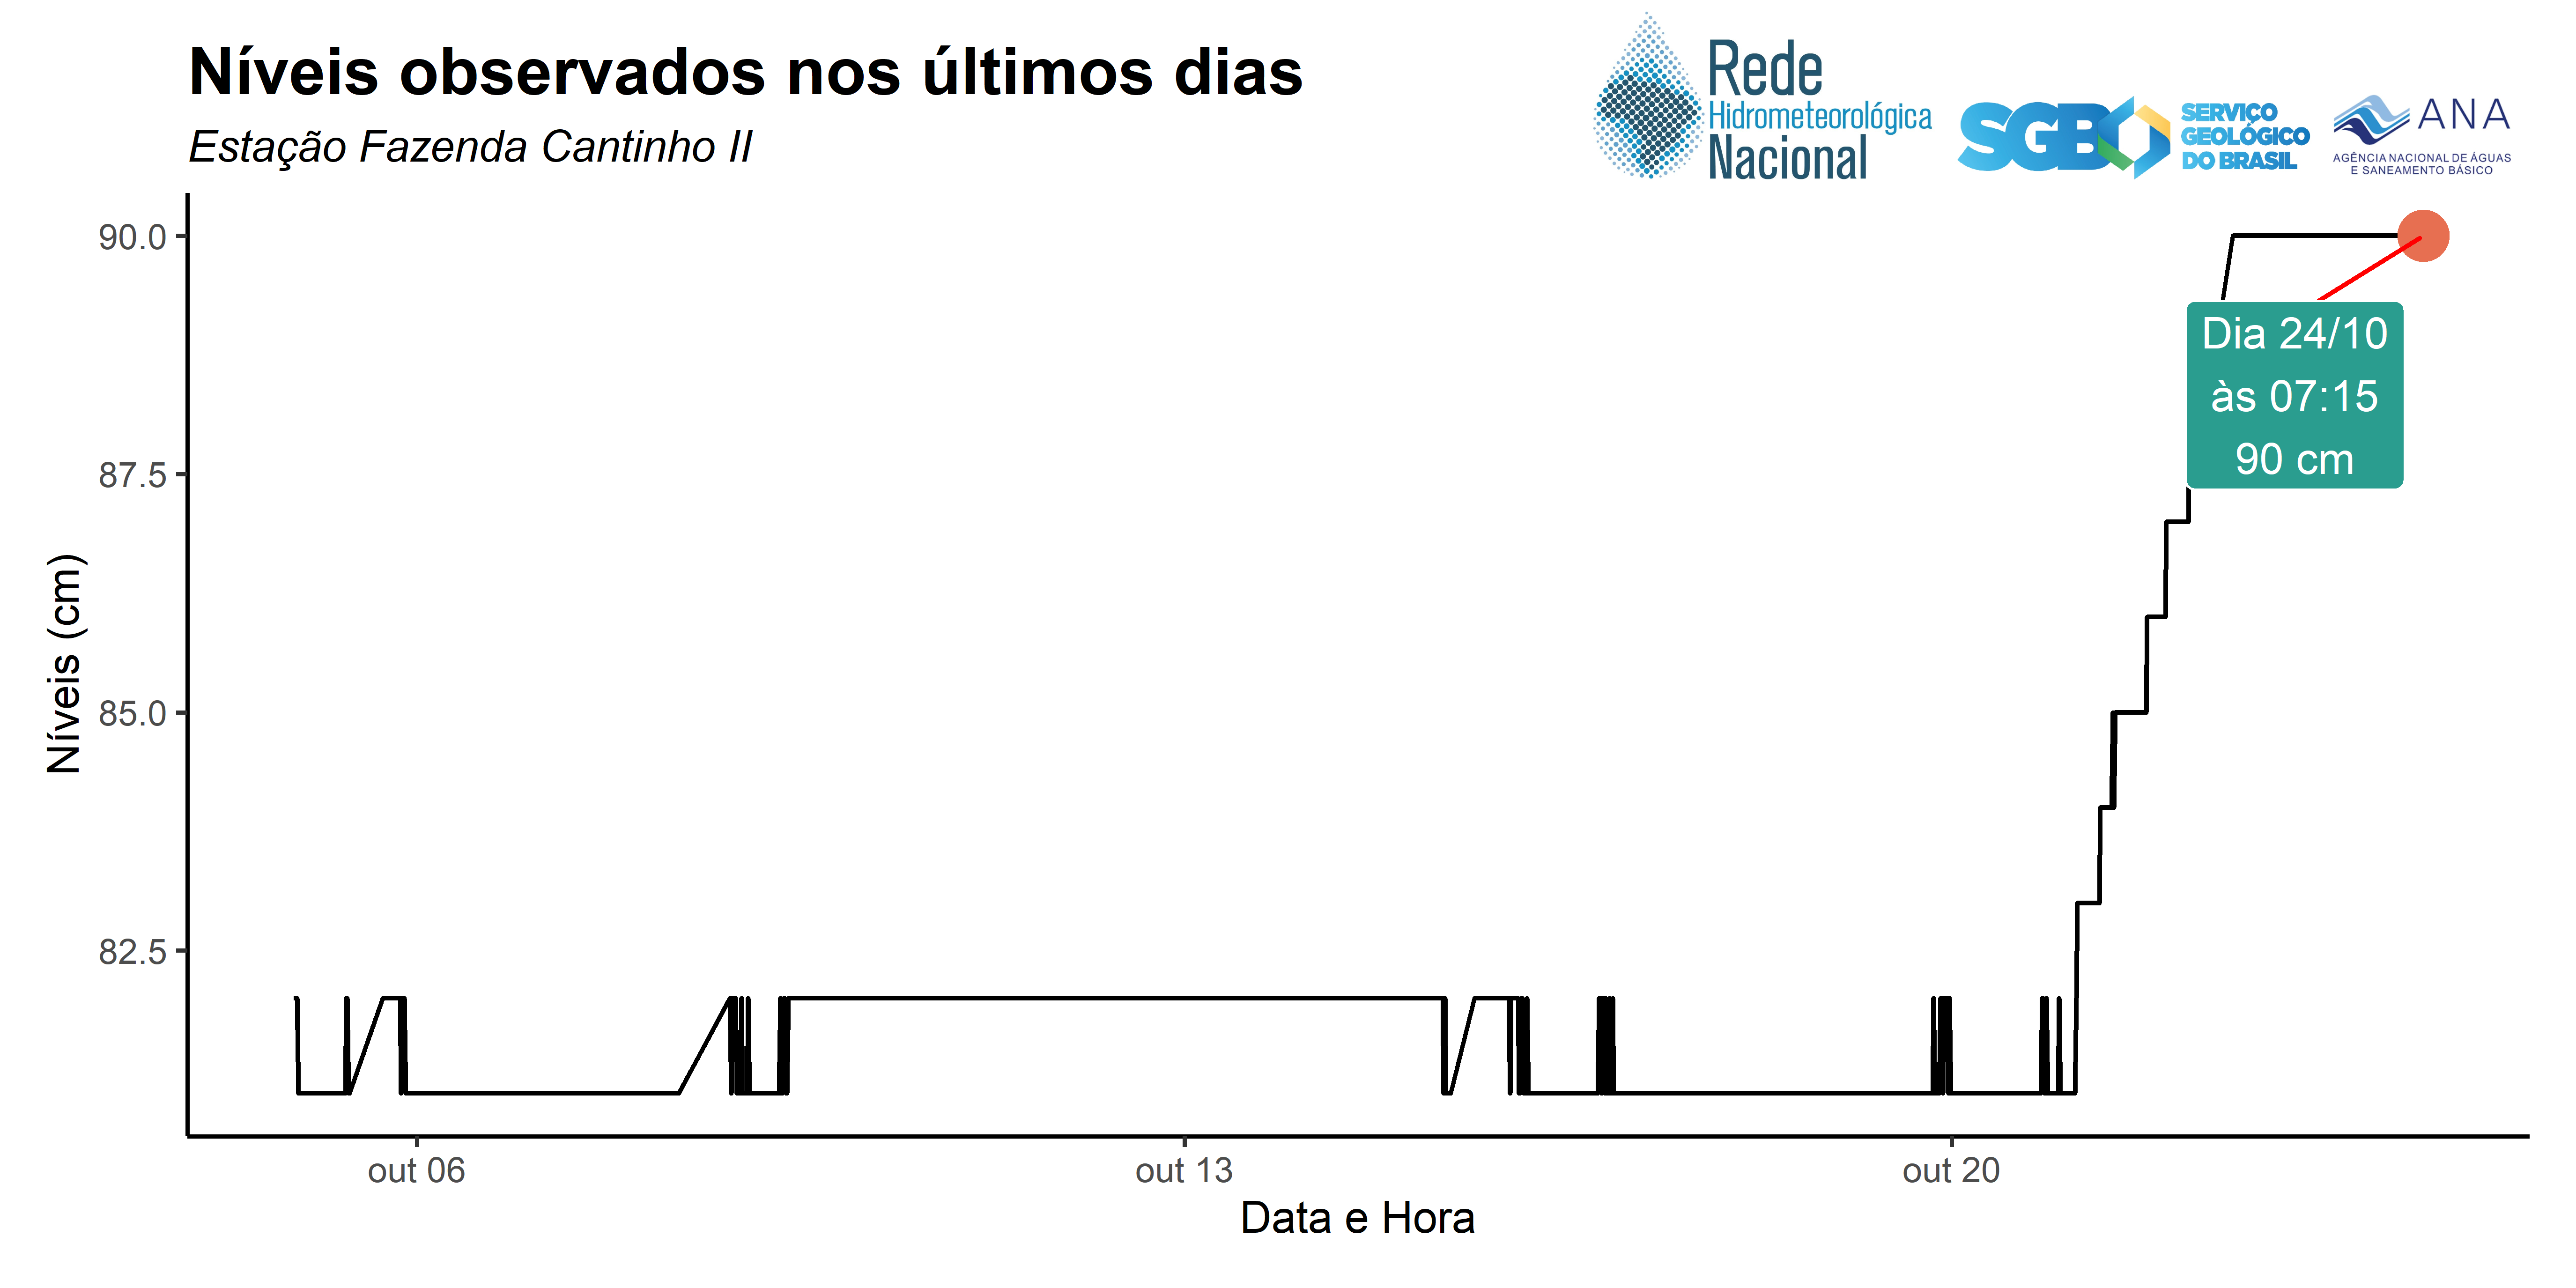 Níveis observados nos últimos dias
Estação Fazenda Cantinho II
Rede
Hidrometeorológica
Nacional
SGB
SERVIÇO
GEOLÓGICO
DO BRASIL
ANA
AGÊNCIA NACIONAL DE ÁGUAS
E SANEAMENTO BÁSICO
90.0
87.5
85.0
82.5
Níveis (cm)
Dia 24/10
às 07:15
90 cm
out 06
out 13
out 20
Data e Hora